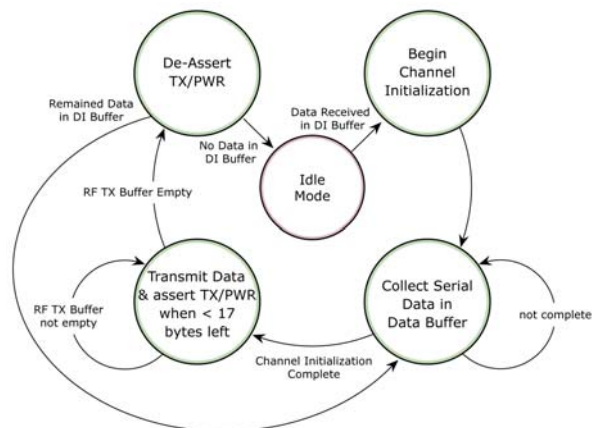 De-Assert
TX/PWR
Begin
Channel
Initialization
Remained Data
in DI Buffer
Data Received
in DI Buffer
No Data in
DI Buffer
Idle
Mode
RF TX Buffer Empty
Transmit Data
& assert TX/PWR
when < 17
bytes left
RF TX Buffer
not empty
Collect Serial
Data in
Data Buffer
not complete
Channel Initialization
Complete